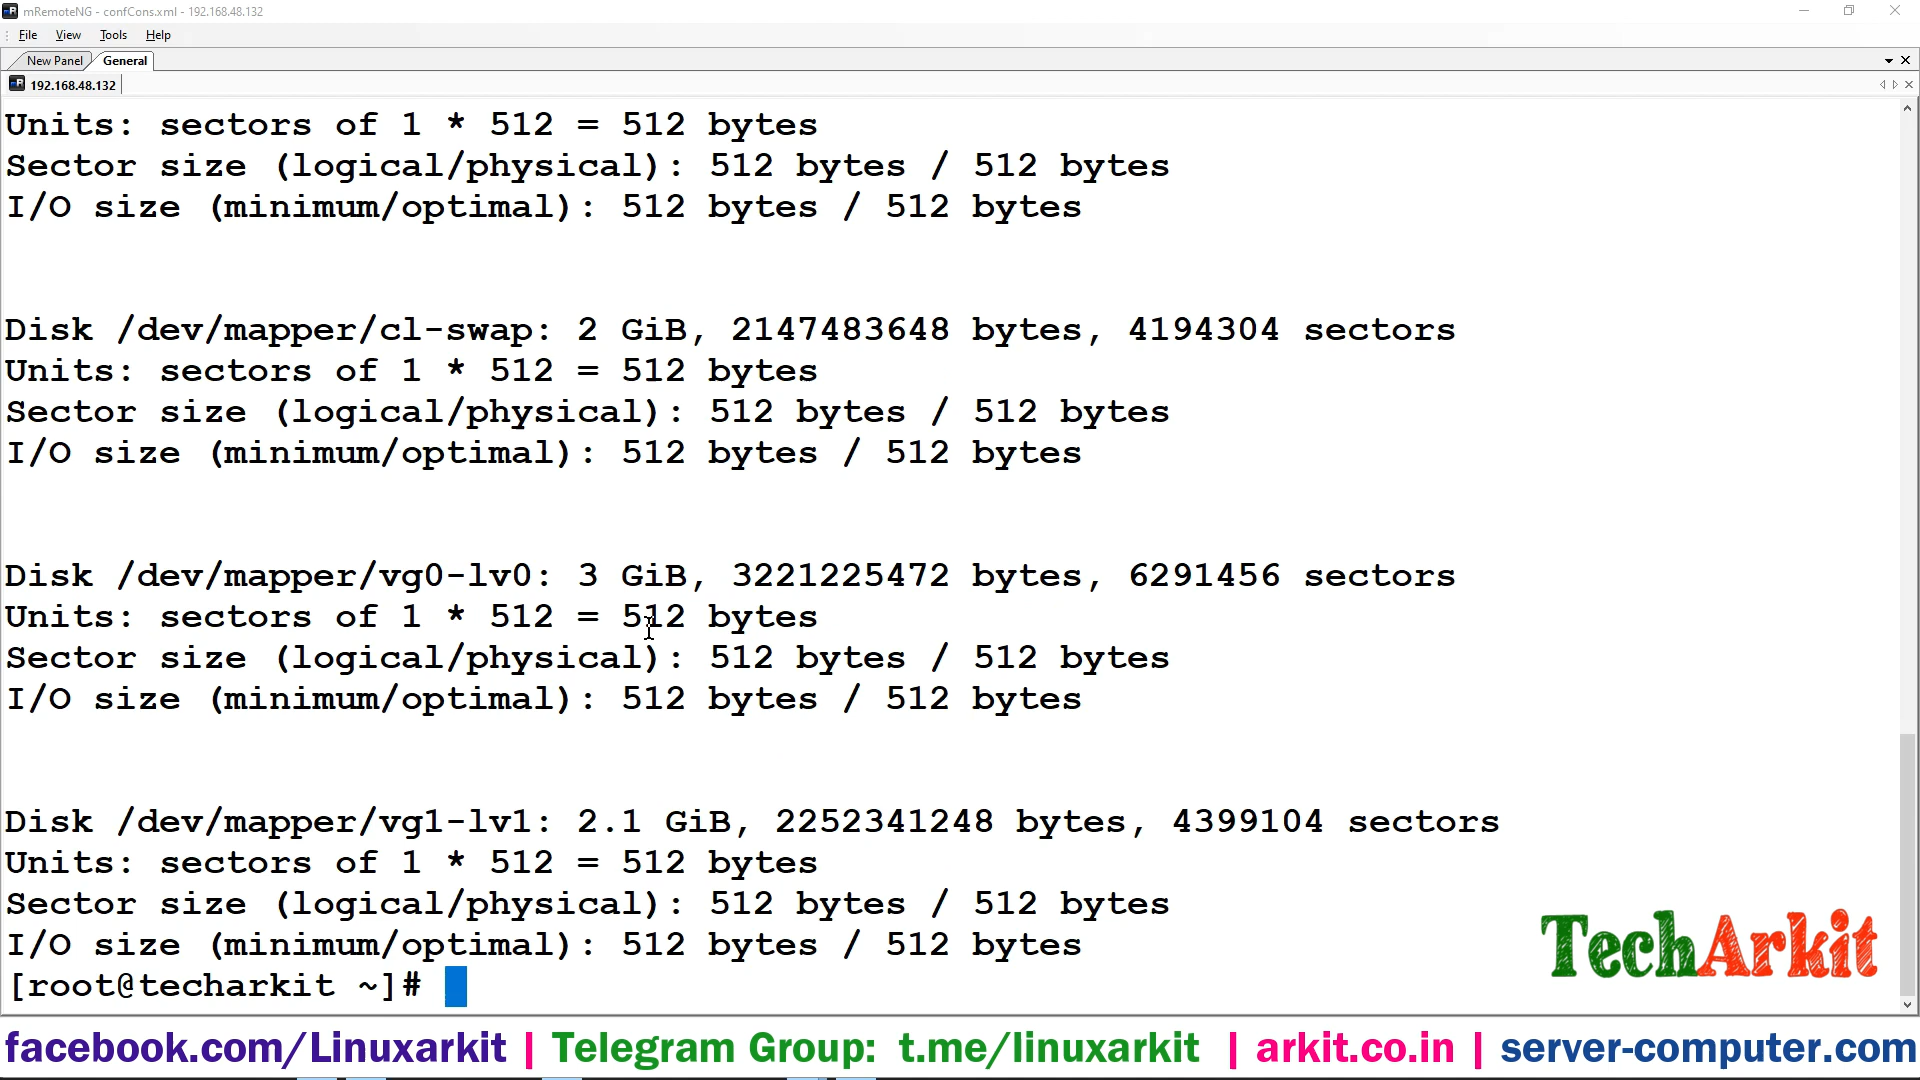 mRemoteNG - confCons.xml - 192.168.48.132
File View Tools Help
New Panel General
192.168.48.132
Units: sectors of 1 * 512 = 512 bytes
Sector size (logical/physical): 512 bytes / 512 bytes
I/O size (minimum/optimal): 512 bytes / 512 bytes
Disk /dev/mapper/cl-swap: 2 GiB, 2147483648 bytes, 4194304 sectors
Units: sectors of 1 * 512 = 512 bytes
Sector size (logical/physical): 512 bytes / 512 bytes
I/O size (minimum/optimal): 512 bytes / 512 bytes
Disk /dev/mapper/vg0-lv0: 3 GiB, 3221225472 bytes, 6291456 sectors
Units: sectors of 1 * 512 = 512 bytes
Sector size (logical/physical): 512 bytes / 512 bytes
I/O size (minimum/optimal): 512 bytes / 512 bytes
Disk /dev/mapper/vg1-lv1: 2.1 GiB, 2252341248 bytes, 4399104 sectors
Units: sectors of 1 * 512 = 512 bytes
Sector size (logical/physical): 512 bytes / 512 bytes
I/O size (minimum/optimal): 512 bytes / 512 bytes
[root@techarkit ~]#
TechArkit
facebook.com/Linuxarkit | Telegram Group: t.me/linuxarkit | arkit.co.in | server-computer.com